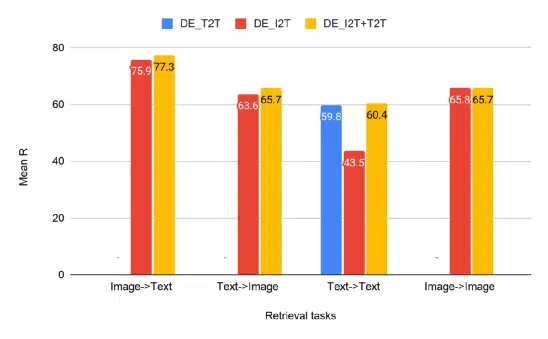 DE_T2T DE_I2T DE_I2T+T2T
80
60
40
20
0
Mean R
- 75.9 77.3
- 63.6 65.7
59.8 43.5 60.4
- 65.8 65.7
Image->Text Text->Image Text->Text Image->Image
Retrieval tasks